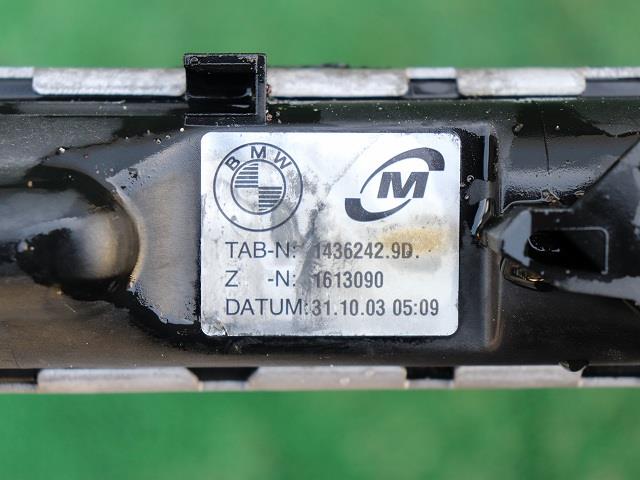 BMW
M
TAB-N: 1436242.9D.
Z -N: 1613090
DATUM: 31.10.03 05:09